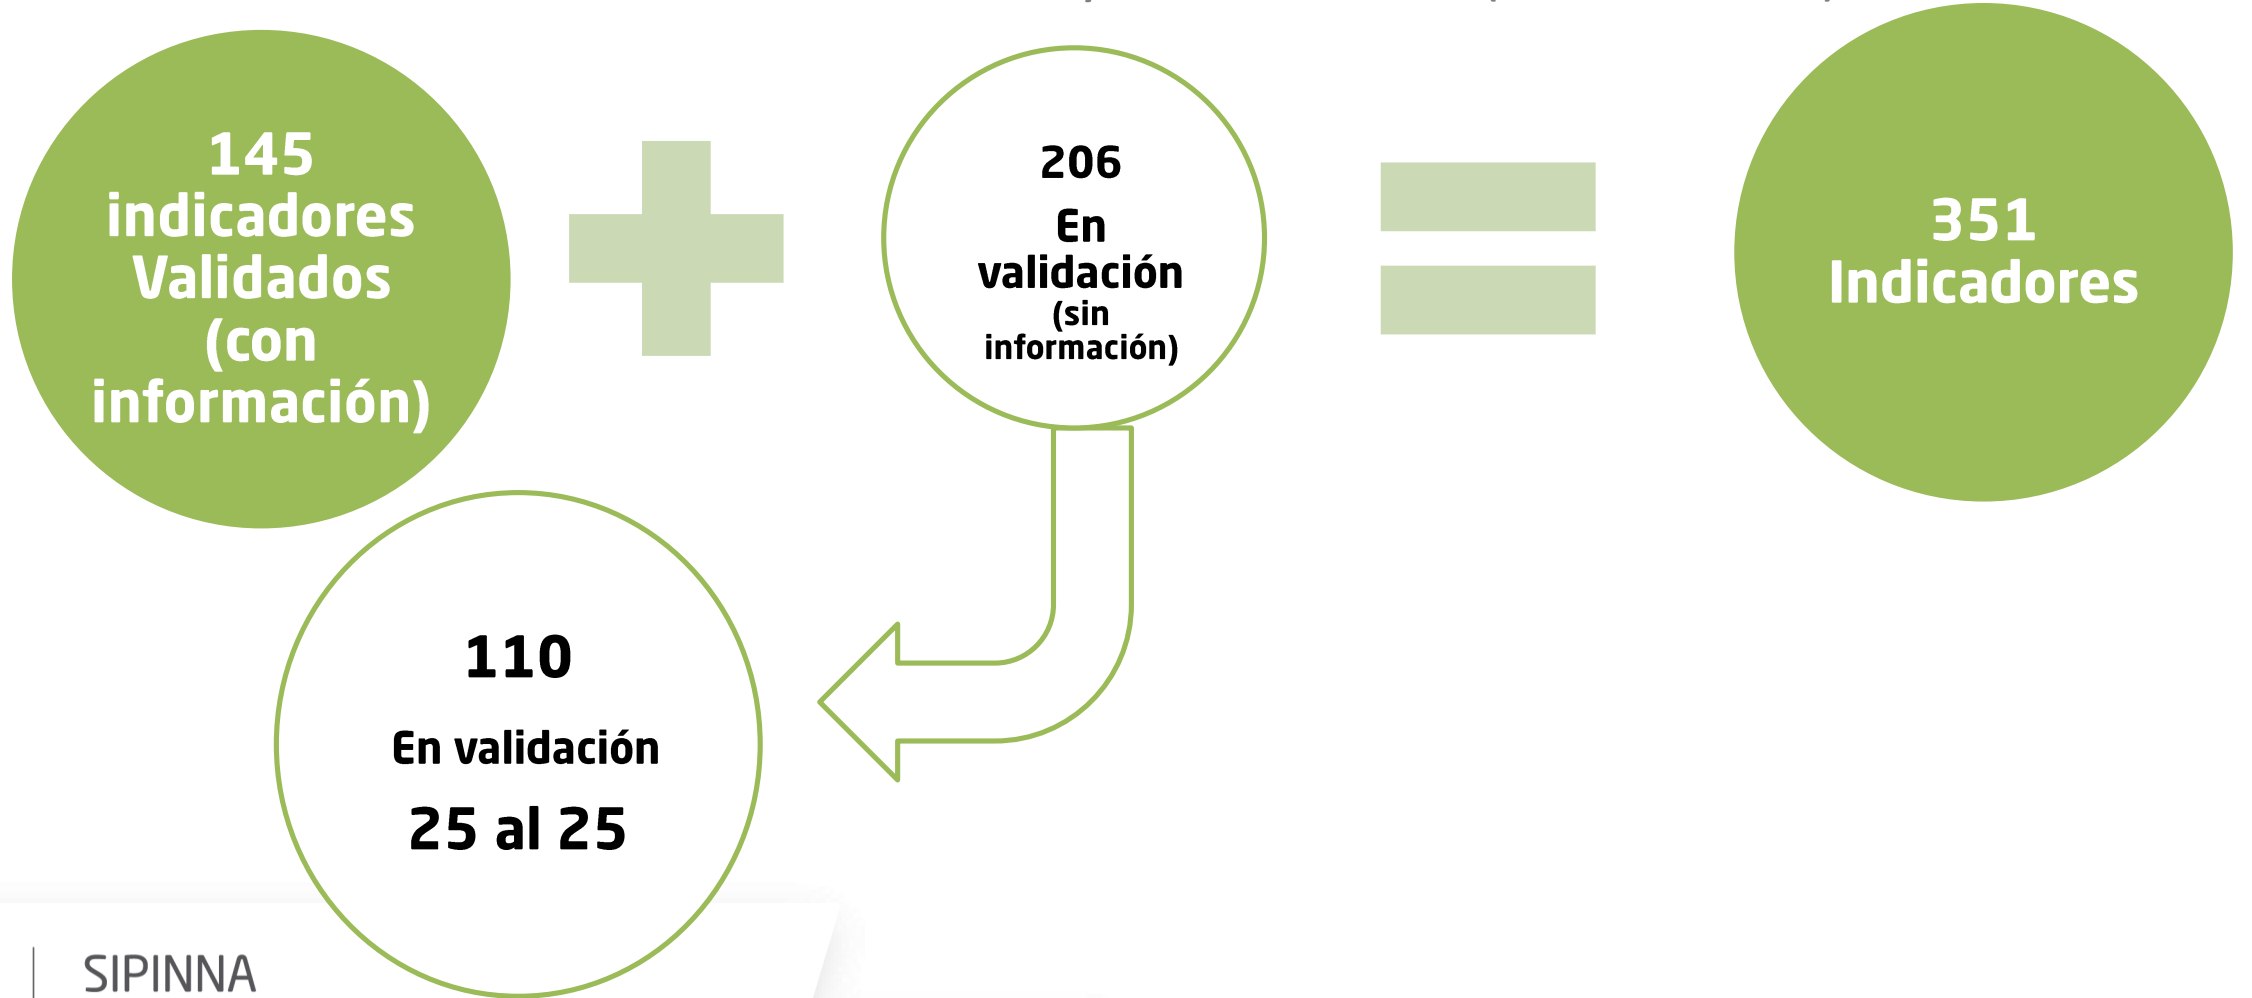 145
indicadores
Validados
(con
información)
206
En
validación
(sin
información)
351
Indicadores
110
En validación
25 al 25
SIPINNA